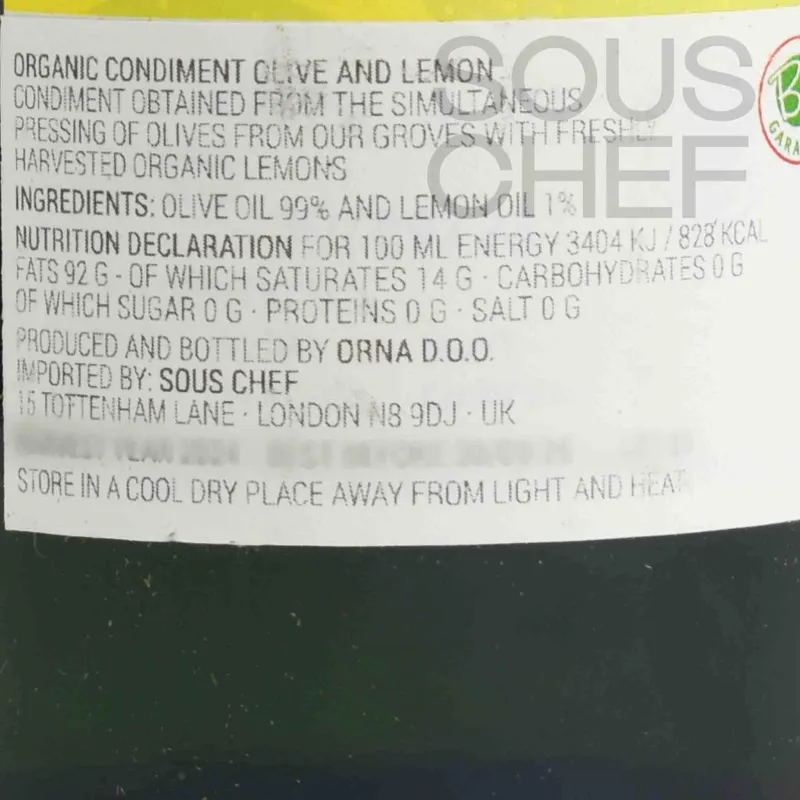 SOUS
CHEF
ORGANIC CONDIMENT OLIVE AND LEMON
CONDIMENT OBTAINED FROM THE SIMULTANEOUS
PRESSING OF OLIVES FROM OUR GROVES WITH FRESHLY
HARVESTED ORGANIC LEMONS
INGREDIENTS: OLIVE OIL 99% AND LEMON OIL 1%
NUTRITION DECLARATION FOR 100 ML ENERGY 3404 KJ / 828 KCAL
FATS 92 G - OF WHICH SATURATES 14 G · CARBOHYDRATES 0 G
OF WHICH SUGAR 0 G · PROTEINS 0 G · SALT 0 G
PRODUCED AND BOTTLED BY ORNA D.O.O.
IMPORTED BY: SOUS CHEF
15 TOTTENHAM LANE · LONDON N8 9DJ · UK
STORE IN A COOL DRY PLACE AWAY FROM LIGHT AND HEAT